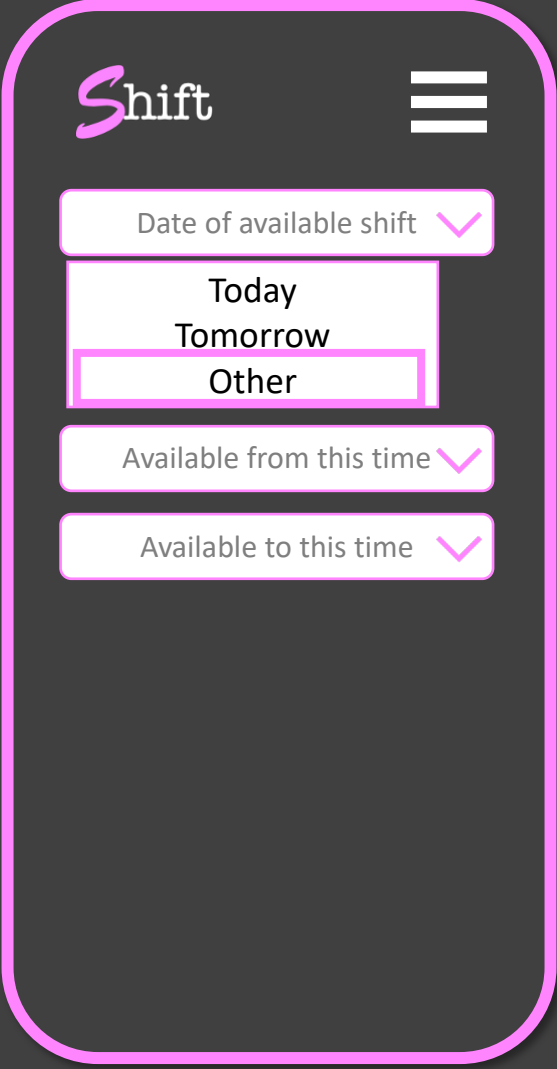 Shift
Date of available shift
Today
Tomorrow
Other
Available from this time
Available to this time